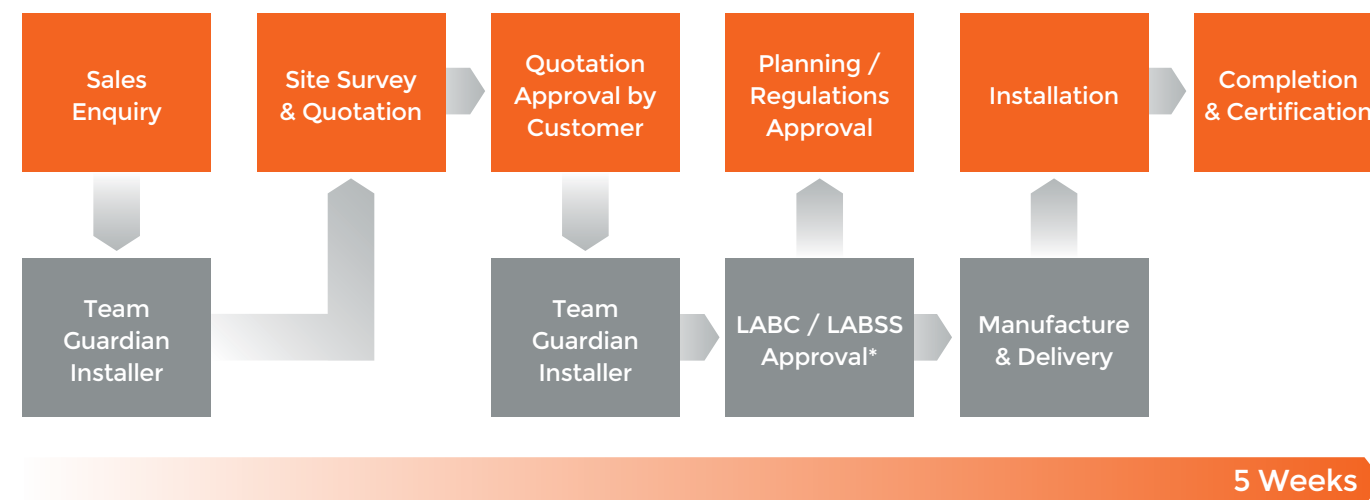 Sales
Enquiry
Site Survey
& Quotation
Quotation
Approval by
Customer
Planning /
Regulations
Approval
Installation
Completion
& Certification
Team
Guardian
Installer
Team
Guardian
Installer
LABC / LABSS
Approval*
Manufacture
& Delivery
5 Weeks